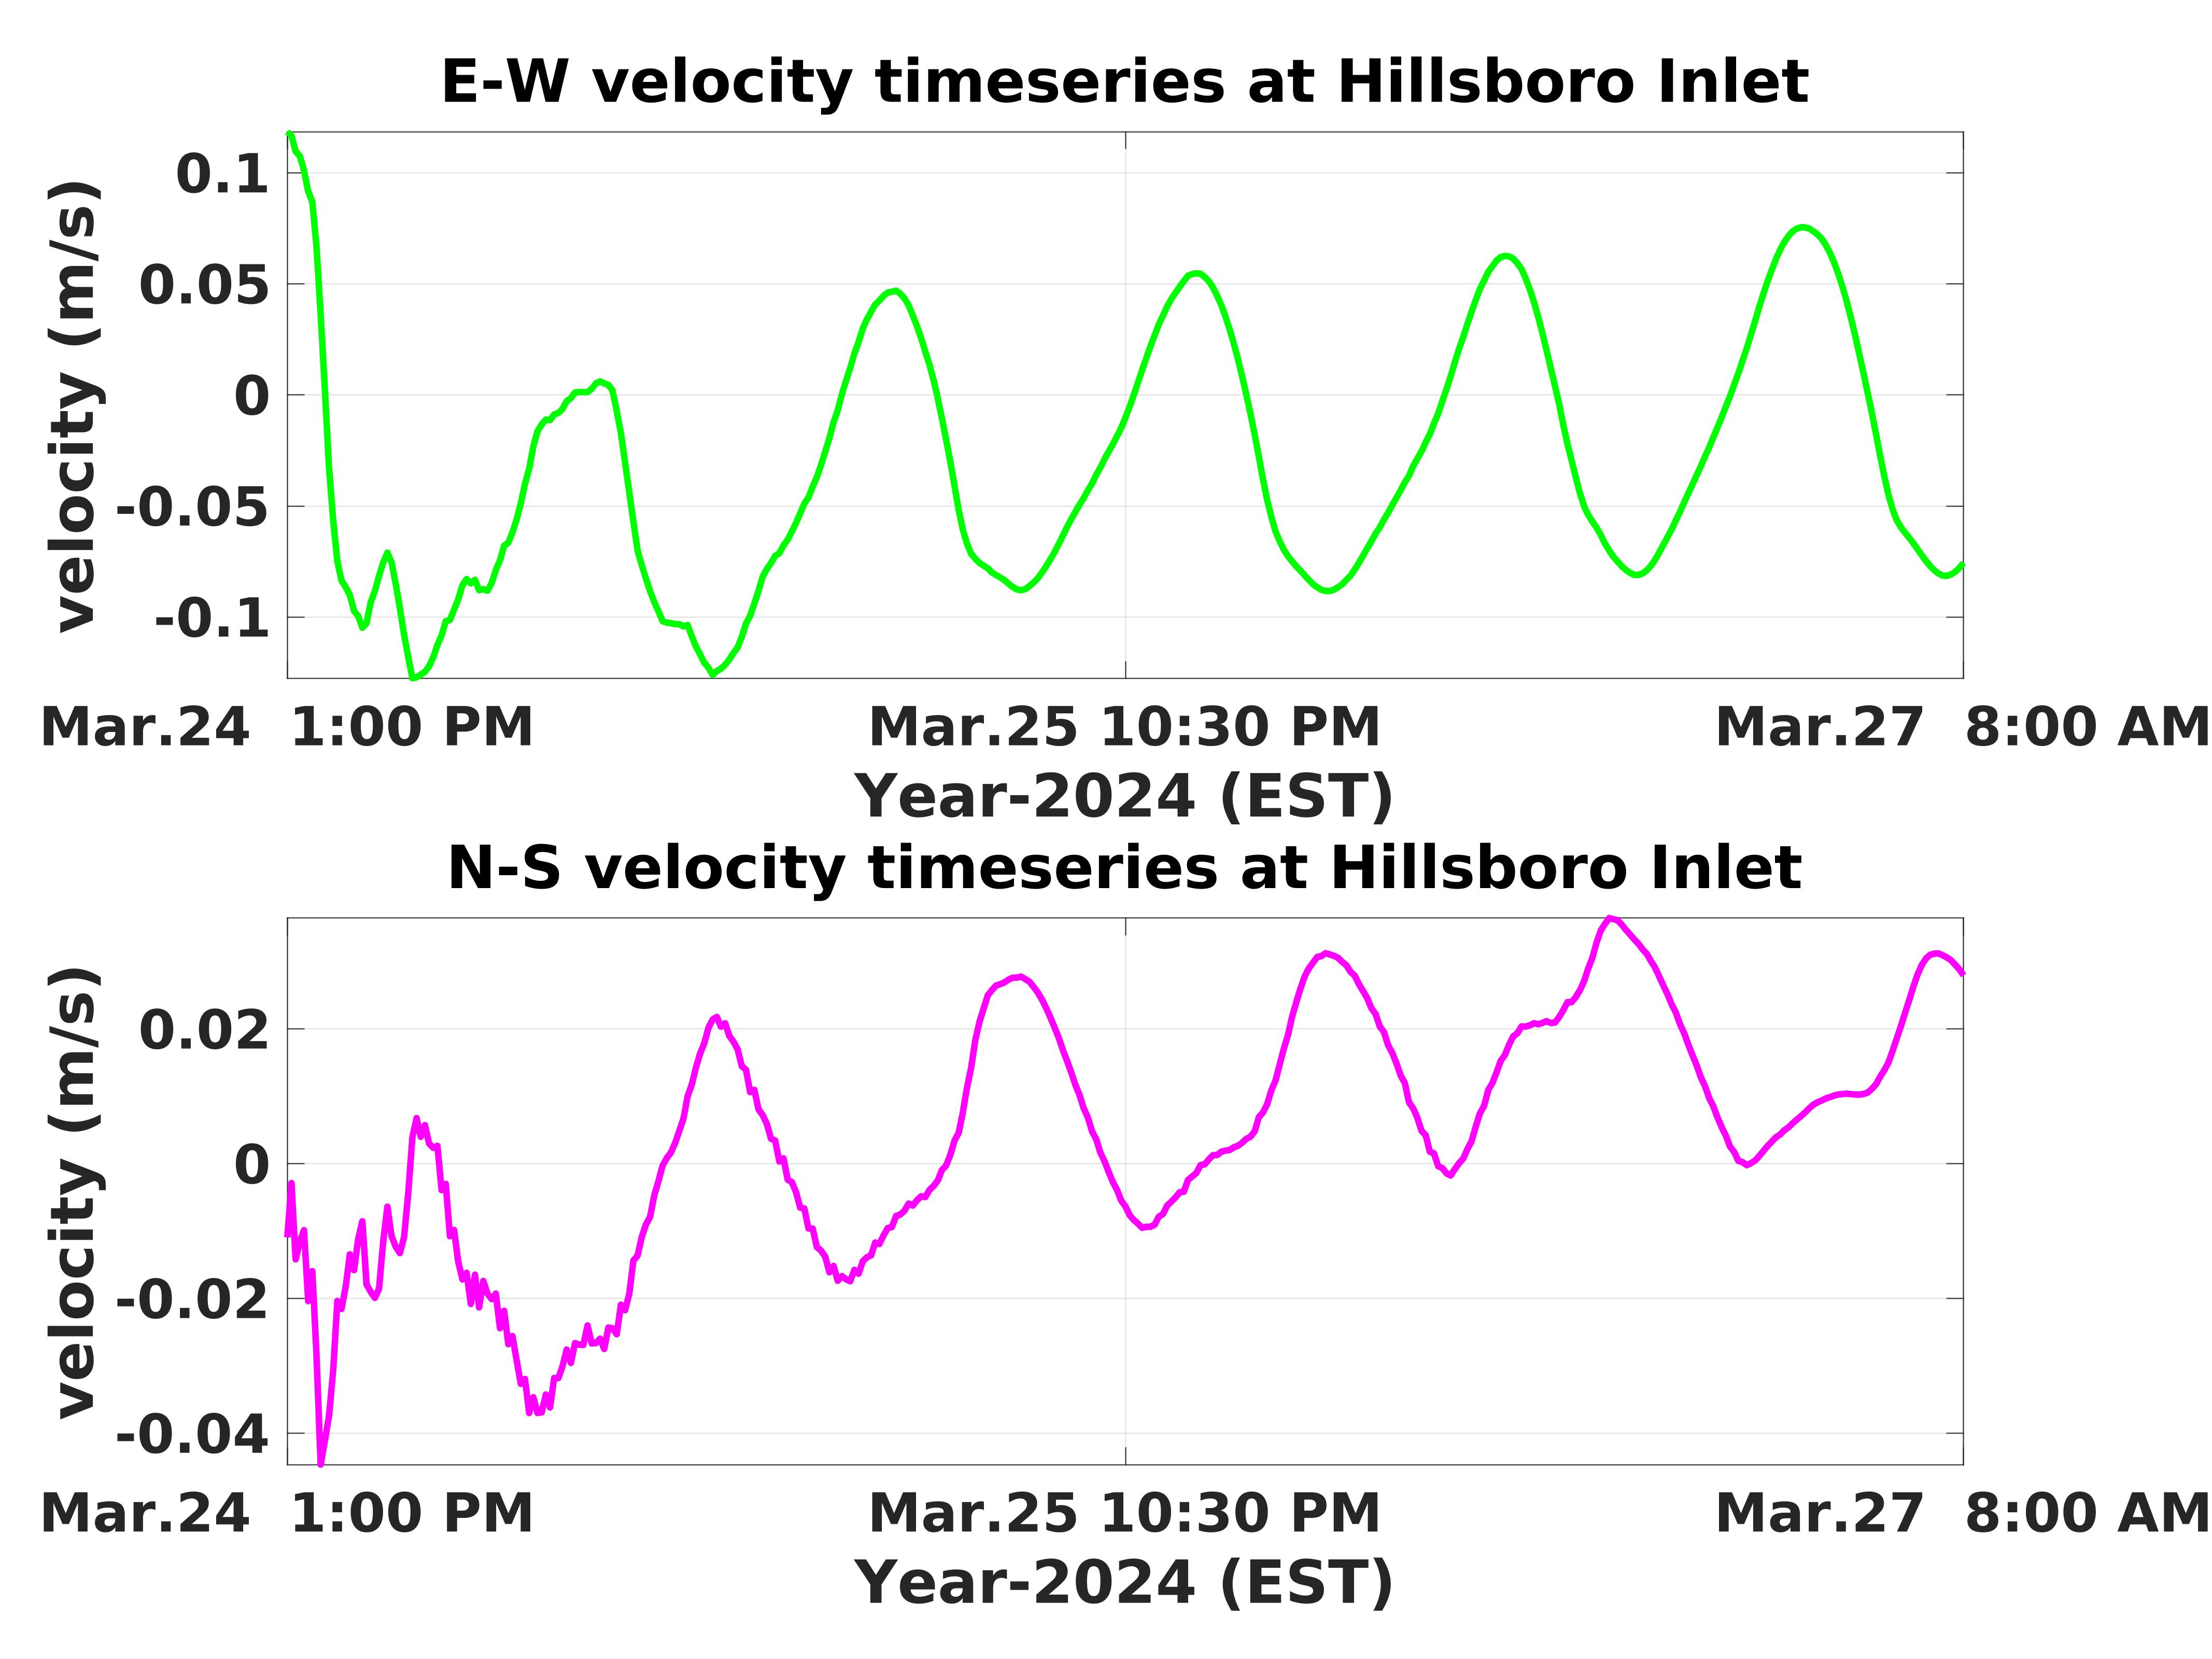 E-W velocity timeseries at Hillsboro Inlet
velocity (m/s)
0.1
0.05
0
-0.05
-0.1
Mar.24 1:00 PM
Mar.25 10:30 PM
Mar.27 8:00 AM
Year-2024 (EST)
N-S velocity timeseries at Hillsboro Inlet
velocity (m/s)
0.02
0
-0.02
-0.04
Mar.24 1:00 PM
Mar.25 10:30 PM
Mar.27 8:00 AM
Year-2024 (EST)